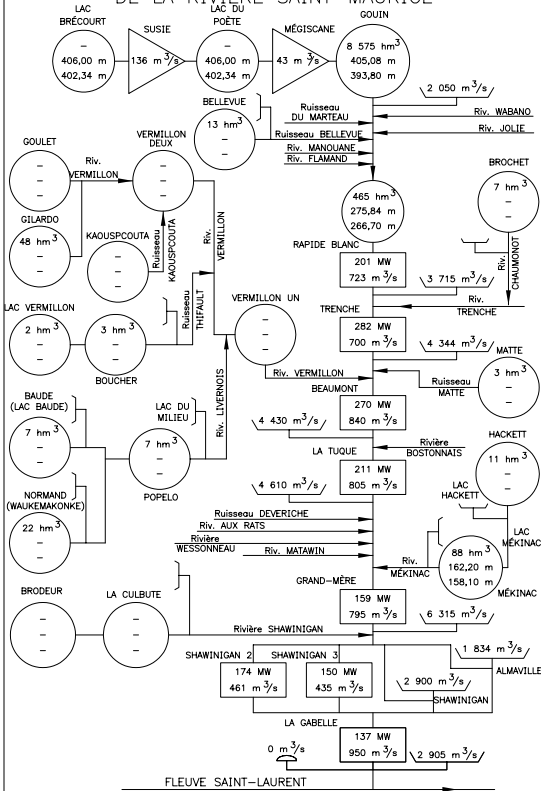 DE LA RIVIÈRE SAINT-MAURICE
LAC BRÉCOURT
–
406,00 m
402,34 m
SUSIE
136 m³/s
LAC DU POÈTE
–
406,00 m
402,34 m
MÉGISCANE
43 m³/s
GOUIN
8 575 hm³
405,08 m
393,80 m
2 050 m³/s
BELLEVUE
13 hm³
–
–
Ruisseau DU MARTEAU
Riv. WABANO
Ruisseau BELLEVUE
Riv. JOLIE
Riv. MANOUANE
Riv. FLAMAND
GOULET
–
–
–
Riv. VERMILLON
VERMILLON DEUX
–
–
–
GILARDO
48 hm³
–
–
KAOUSPCOUTA
–
–
–
Ruisseau KAOUSPCOUTA
Riv. VERMILLON
465 hm³
275,84 m
266,70 m
RAPIDE BLANC
201 MW
723 m³/s
BROCHET
7 hm³
–
–
Riv. CHAUMONOT
3 715 m³/s
Riv. TRENCHE
TRENCHE
282 MW
700 m³/s
LAC VERMILLON
2 hm³
–
–
3 hm³
–
–
BOUCHER
Ruisseau THIFAULT
VERMILLON UN
–
–
–
Riv. VERMILLON
4 344 m³/s
MATTE
3 hm³
–
–
Ruisseau MATTE
BEAUMONT
270 MW
840 m³/s
BAUDE (LAC BAUDE)
7 hm³
–
–
LAC DU MILIEU
7 hm³
–
–
POPELO
Riv. LIVERNOIS
4 430 m³/s
Rivière BOSTONNAIS
LA TUQUE
211 MW
805 m³/s
HACKETT
11 hm³
–
–
NORMAND (WAUKEMAKONKE)
22 hm³
–
–
4 610 m³/s
LAC HACKETT
Ruisseau DEVERICHE
Riv. AUX RATS
Rivière WESSONNEAU
Riv. MATAWIN
LAC MÉKINAC
88 hm³
162,20 m
158,10 m
MÉKINAC
Riv. MÉKINAC
GRAND-MÈRE
159 MW
795 m³/s
BRODEUR
–
–
–
LA CULBUTE
–
–
–
Rivière SHAWINIGAN
6 315 m³/s
SHAWINIGAN 2
174 MW
461 m³/s
SHAWINIGAN 3
150 MW
435 m³/s
2 900 m³/s
SHAWINIGAN
1 834 m³/s
ALMAVILLE
LA GABELLE
137 MW
950 m³/s
0 m³/s
2 905 m³/s
FLEUVE SAINT-LAURENT